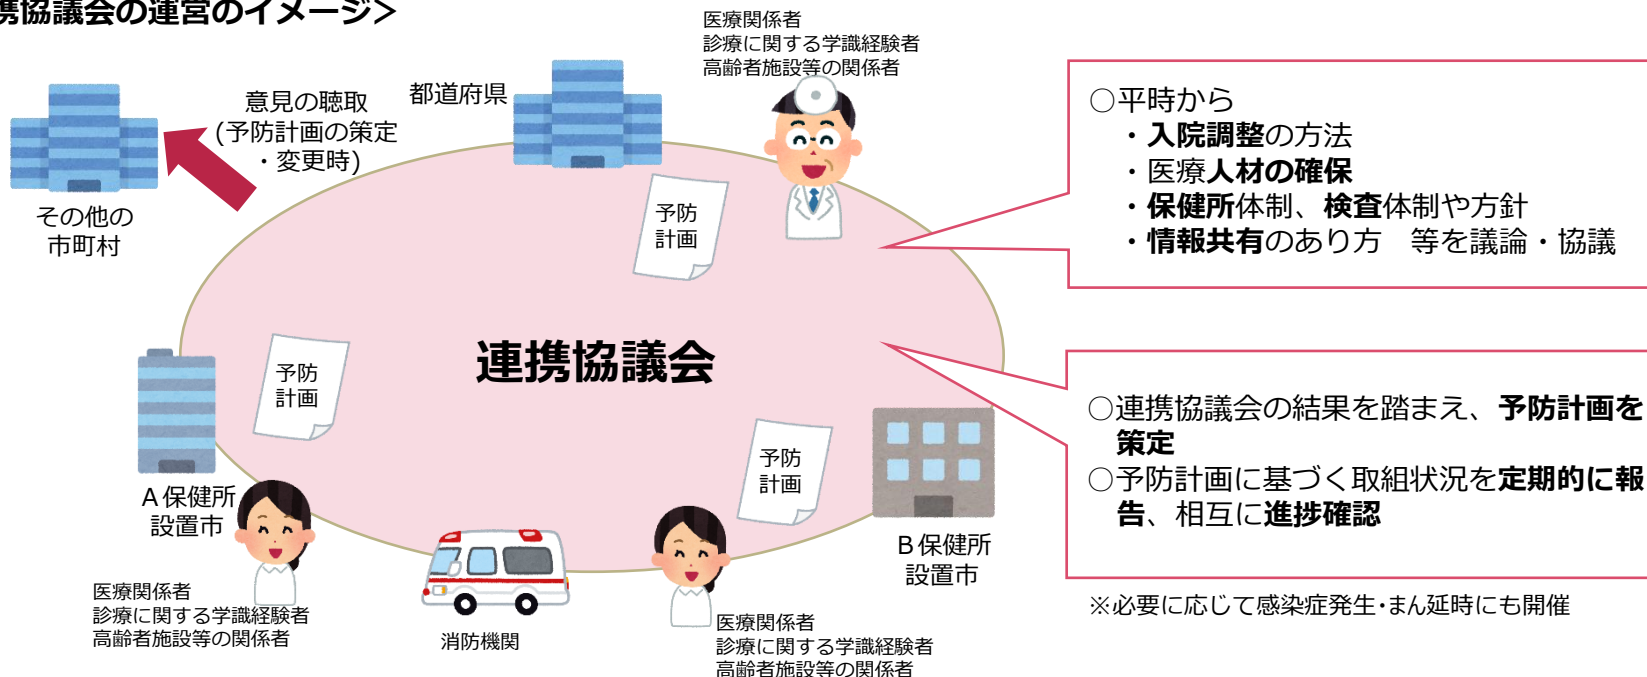 携協議会の運営のイメージ>
医療関係者
診療に関する学識経験者
高齢者施設等の関係者
都道府県
意見の聴取
(予防計画の策定
・変更時)
その他の
市町村
予防
計画
○平時から
・入院調整の方法
・医療人材の確保
・保健所体制、検査体制や方針
・情報共有のあり方　等を議論・協議
連携協議会
予防
計画
予防
計画
○連携協議会の結果を踏まえ、予防計画を
策定
○予防計画に基づく取組状況を定期的に報
告、相互に進捗確認
※必要に応じて感染症発生･まん延時にも開催
A保健所
設置市
B保健所
設置市
医療関係者
診療に関する学識経験者
高齢者施設等の関係者
消防機関
医療関係者
診療に関する学識経験者
高齢者施設等の関係者